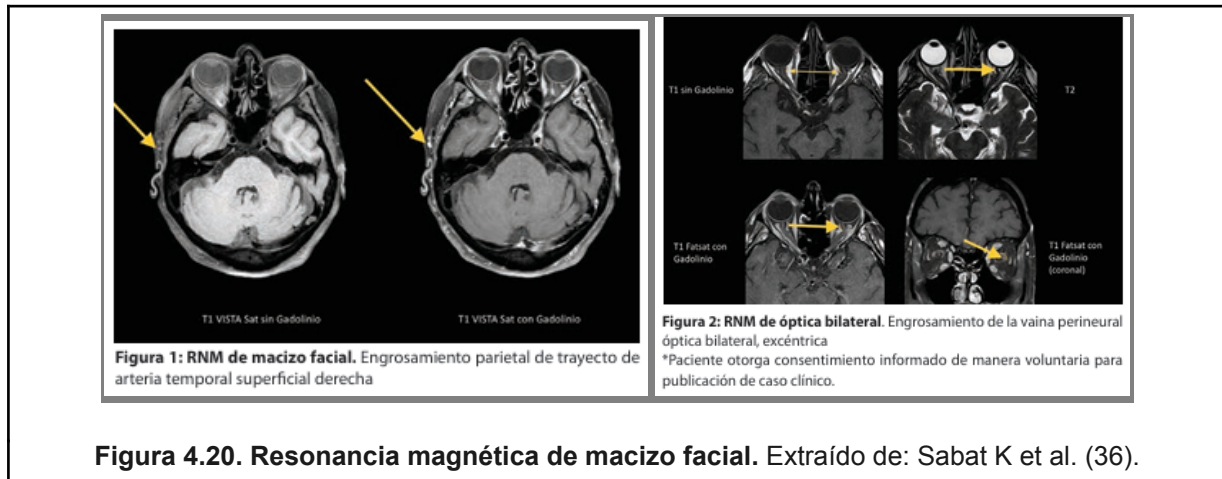 T1 VISTA Sat sin Gadolinio
T1 VISTA Sat con Gadolinio
Figura 1: RNM de macizo facial. Engrosamiento parietal de trayecto de
arteria temporal superficial derecha
T1 sin Gadolinio
T2
T1 Fatsat con
Gadolinio
T1 Fatsat con
Gadolinio
(coronal)
Figura 2: RNM de óptica bilateral. Engrosamiento de la vaina perineural
óptica bilateral, excéntrica
*Paciente otorga consentimiento informado de manera voluntaria para
publicación de caso clínico.
Figura 4.20. Resonancia magnética de macizo facial. Extraído de: Sabat K et al. (36).